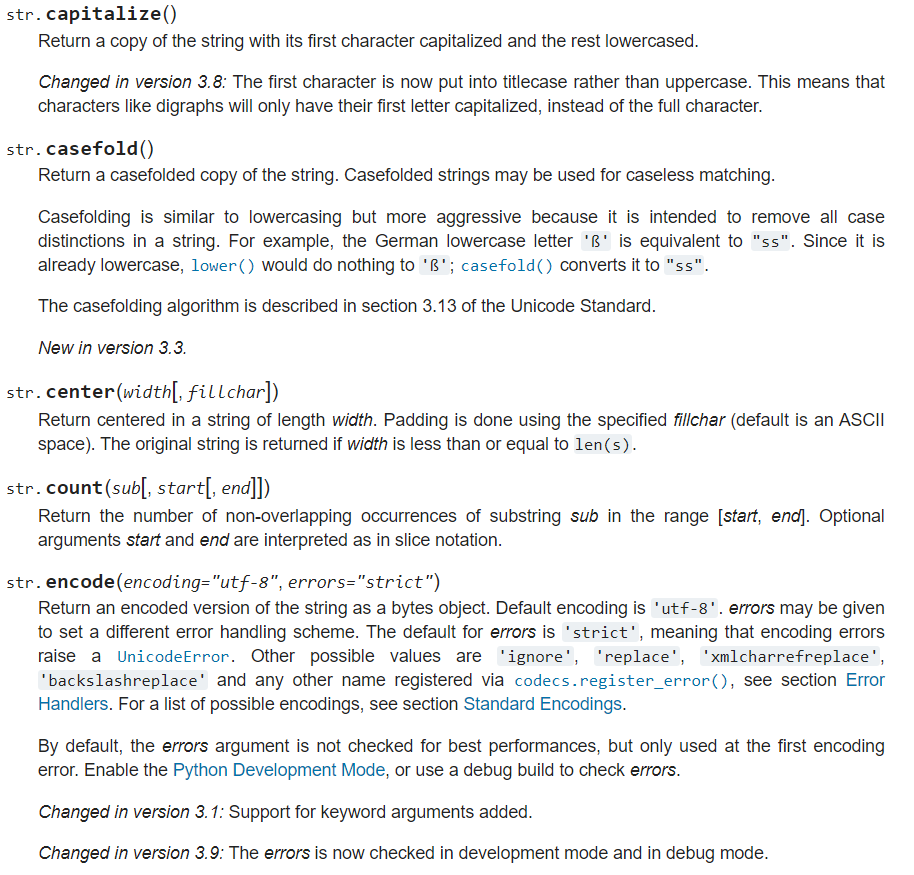 str.capitalize()
Return a copy of the string with its first character capitalized and the rest lowercased.
Changed in version 3.8: The first character is now put into titlecase rather than uppercase. This means that
characters like digraphs will only have their first letter capitalized, instead of the full character.
str.casefold()
Return a casefolded copy of the string. Casefolded strings may be used for caseless matching.
Casefolding is similar to lowercasing but more aggressive because it is intended to remove all case
distinctions in a string. For example, the German lowercase letter 'ß' is equivalent to "ss". Since it is
already lowercase, lower() would do nothing to 'ß'; casefold() converts it to "ss".
The casefolding algorithm is described in section 3.13 of the Unicode Standard.
New in version 3.3.
str.center(width[, fillchar])
Return centered in a string of length width. Padding is done using the specified fillchar (default is an ASCII
space). The original string is returned if width is less than or equal to len(s).
str.count(sub[, start[, end]])
Return the number of non-overlapping occurrences of substring sub in the range [start, end]. Optional
arguments start and end are interpreted as in slice notation.
str.encode(encoding="utf-8", errors="strict")
Return an encoded version of the string as a bytes object. Default encoding is 'utf-8'. errors may be given
to set a different error handling scheme. The default for errors is 'strict', meaning that encoding errors
raise a UnicodeError. Other possible values are 'ignore', 'replace', 'xmlcharrefreplace',
'backslashreplace' and any other name registered via codecs.register_error(), see section Error
Handlers. For a list of possible encodings, see section Standard Encodings.
By default, the errors argument is not checked for best performances, but only used at the first encoding
error. Enable the Python Development Mode, or use a debug build to check errors.
Changed in version 3.1: Support for keyword arguments added.
Changed in version 3.9: The errors is now checked in development mode and in debug mode.